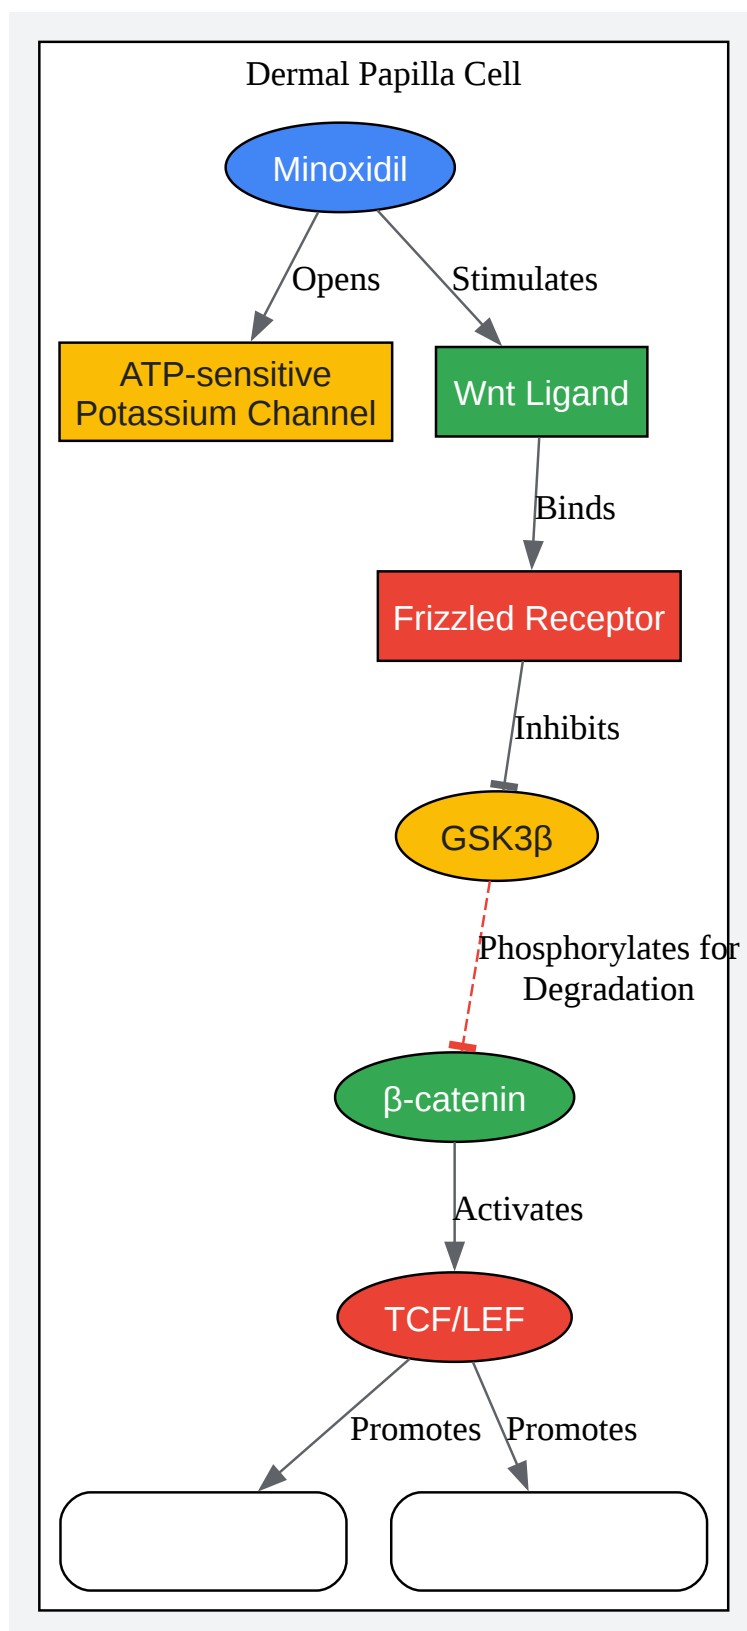 Dermal Papilla Cell
Minoxidil
Opens
Stimulates
ATP-sensitive
Potassium Channel
Wnt Ligand
Binds
Frizzled Receptor
Inhibits
GSK3β
Phosphorylates for
Degradation
β-catenin
Activates
TCF/LEF
Promotes
Promotes